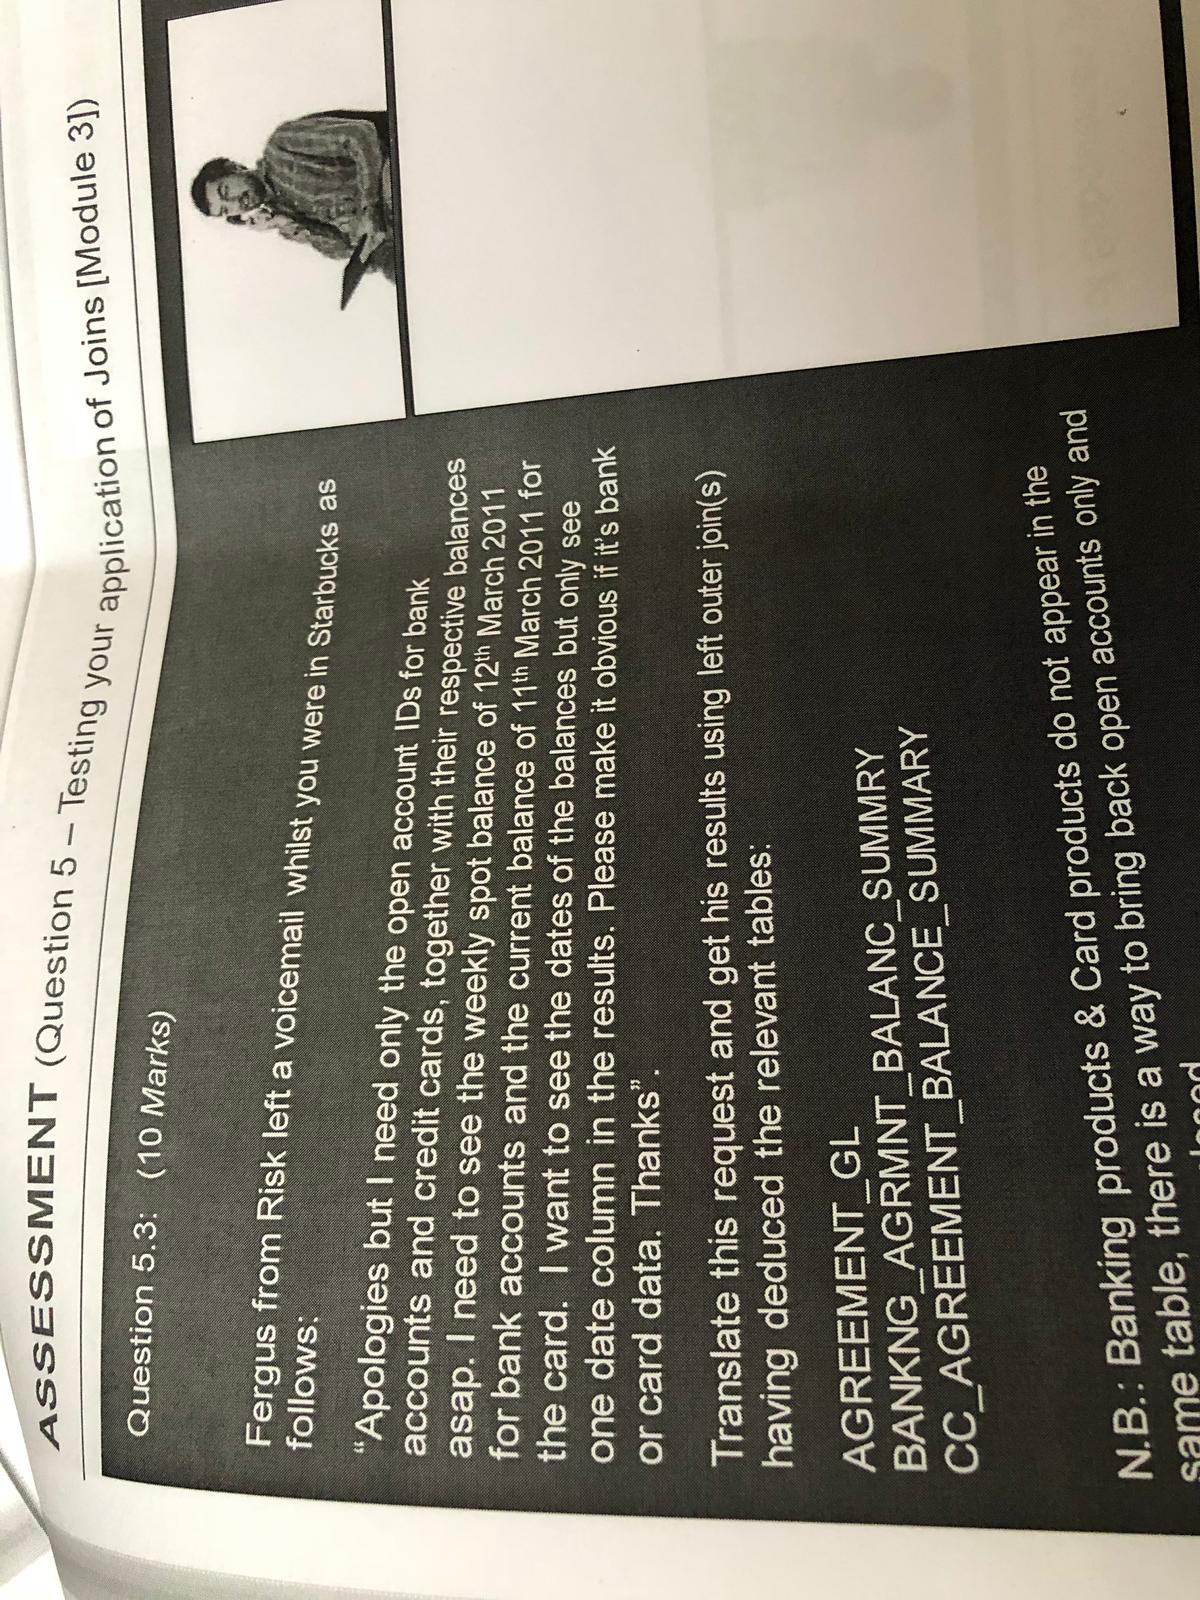 ASSESSMENT (Question 5 – Testing your application of Joins [Module 3])
Question 5.3: (10 Marks)
Fergus from Risk left a voicemail whilst you were in Starbucks as
follows:
“Apologies but I need only the open account IDs for bank
accounts and credit cards, together with their respective balances
asap. I need to see the weekly spot balance of 12th March 2011
for bank accounts and the current balance of 11th March 2011 for
the card. I want to see the dates of the balances but only see
one date column in the results. Please make it obvious if it's bank
or card data. Thanks”.
Translate this request and get his results using left outer join(s)
having deduced the relevant tables:
AGREEMENT_GL
BANKNG_AGRMNT_BALANC_SUMMRY
CC_AGREEMENT_BALANCE_SUMMARY
N.B.: Banking products & Card products do not appear in the
same table, there is a way to bring back open accounts only and